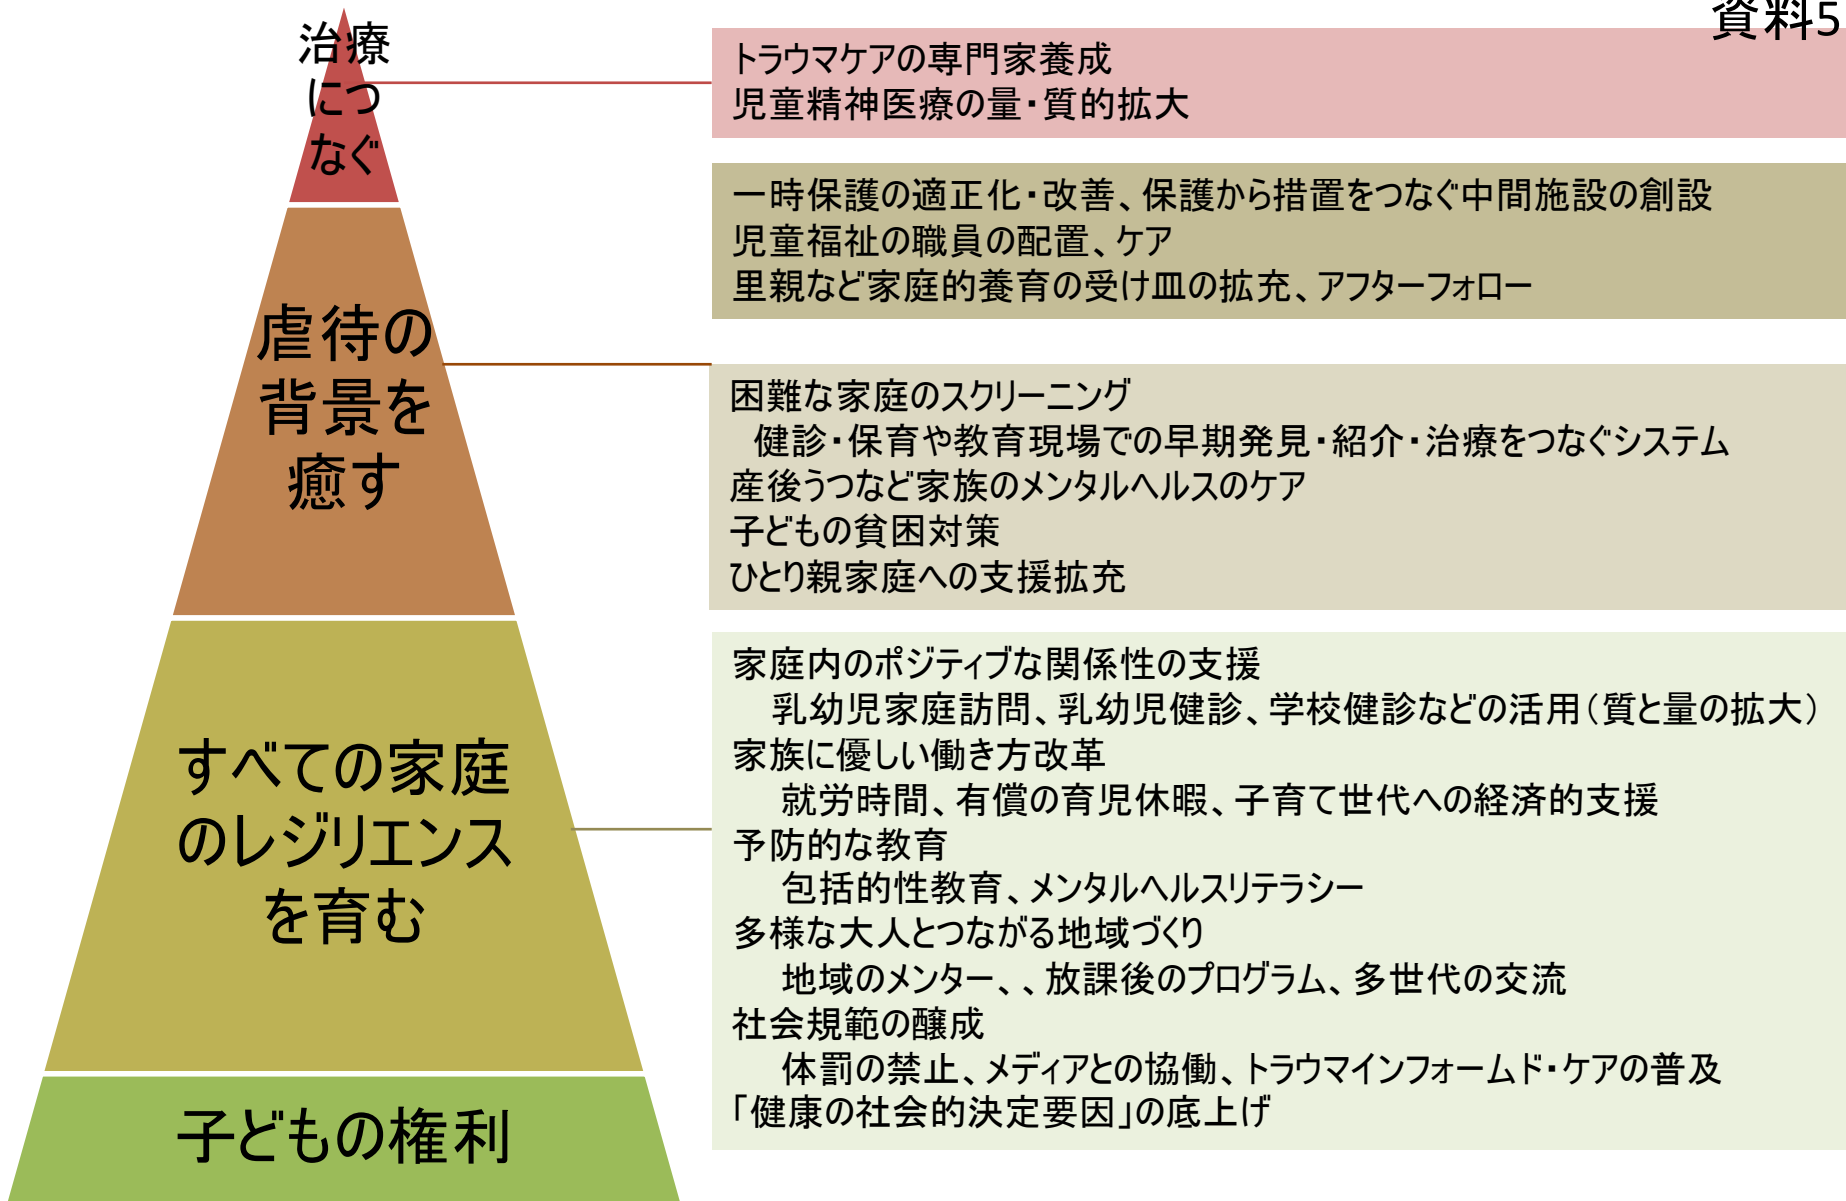 資料5
治療
につ
なぐ
トラウマケアの専門家養成
児童精神医療の量・質的拡大
一時保護の適正化・改善、保護から措置をつなぐ中間施設の創設
児童福祉の職員の配置、ケア
里親など家庭的養育の受け皿の拡充、アフターフォロー
虐待の
背景を
癒す
困難な家庭のスクリーニング
健診・保育や教育現場での早期発見・紹介・治療をつなぐシステム
産後うつなど家族のメンタルヘルスのケア
子どもの貧困対策
ひとり親家庭への支援拡充
すべての家庭
のレジリエンス
を育む
家庭内のポジティブな関係性の支援
乳幼児家庭訪問、乳幼児健診、学校健診などの活用（質と量の拡大）
家族に優しい働き方改革
就労時間、有償の育児休暇、子育て世代への経済的支援
予防的な教育
包括的性教育、メンタルヘルスリテラシー
多様な大人とつながる地域づくり
地域のメンター、、放課後のプログラム、多世代の交流
社会規範の醸成
体罰の禁止、メディアとの協働、トラウマインフォームド・ケアの普及
「健康の社会的決定要因」の底上げ
子どもの権利